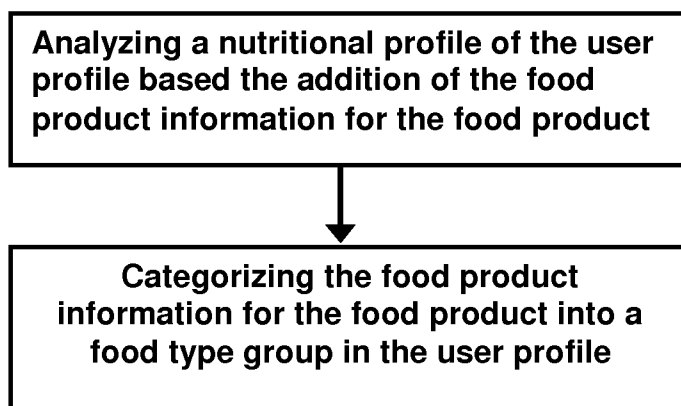 Analyzing a nutritional profile of the user
profile based the addition of the food
product information for the food product
Categorizing the food product
information for the food product into a
food type group in the user profile